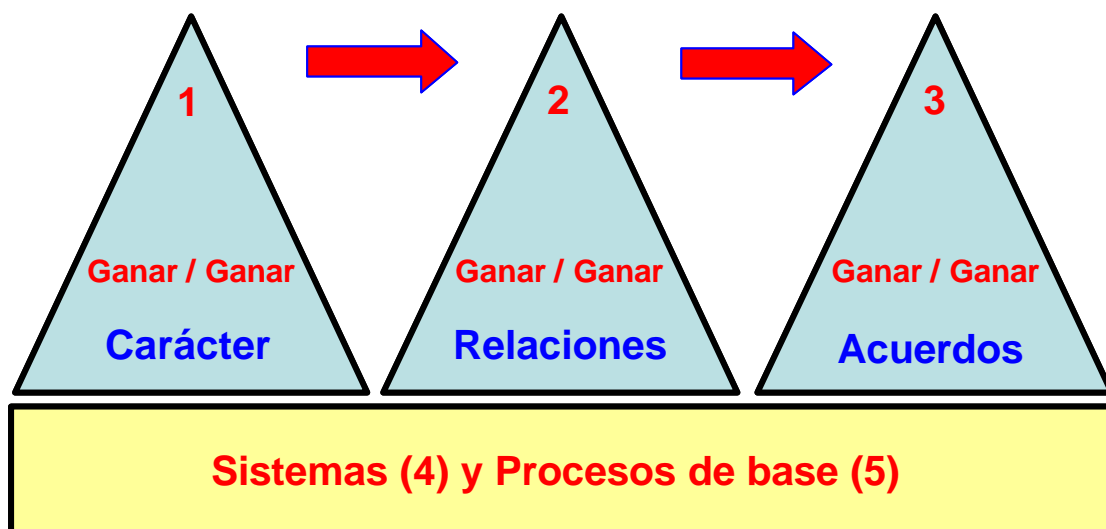 1
2
3
Ganar / Ganar
Ganar / Ganar
Ganar / Ganar
Carácter
Relaciones
Acuerdos
Sistemas (4) y Procesos de base (5)